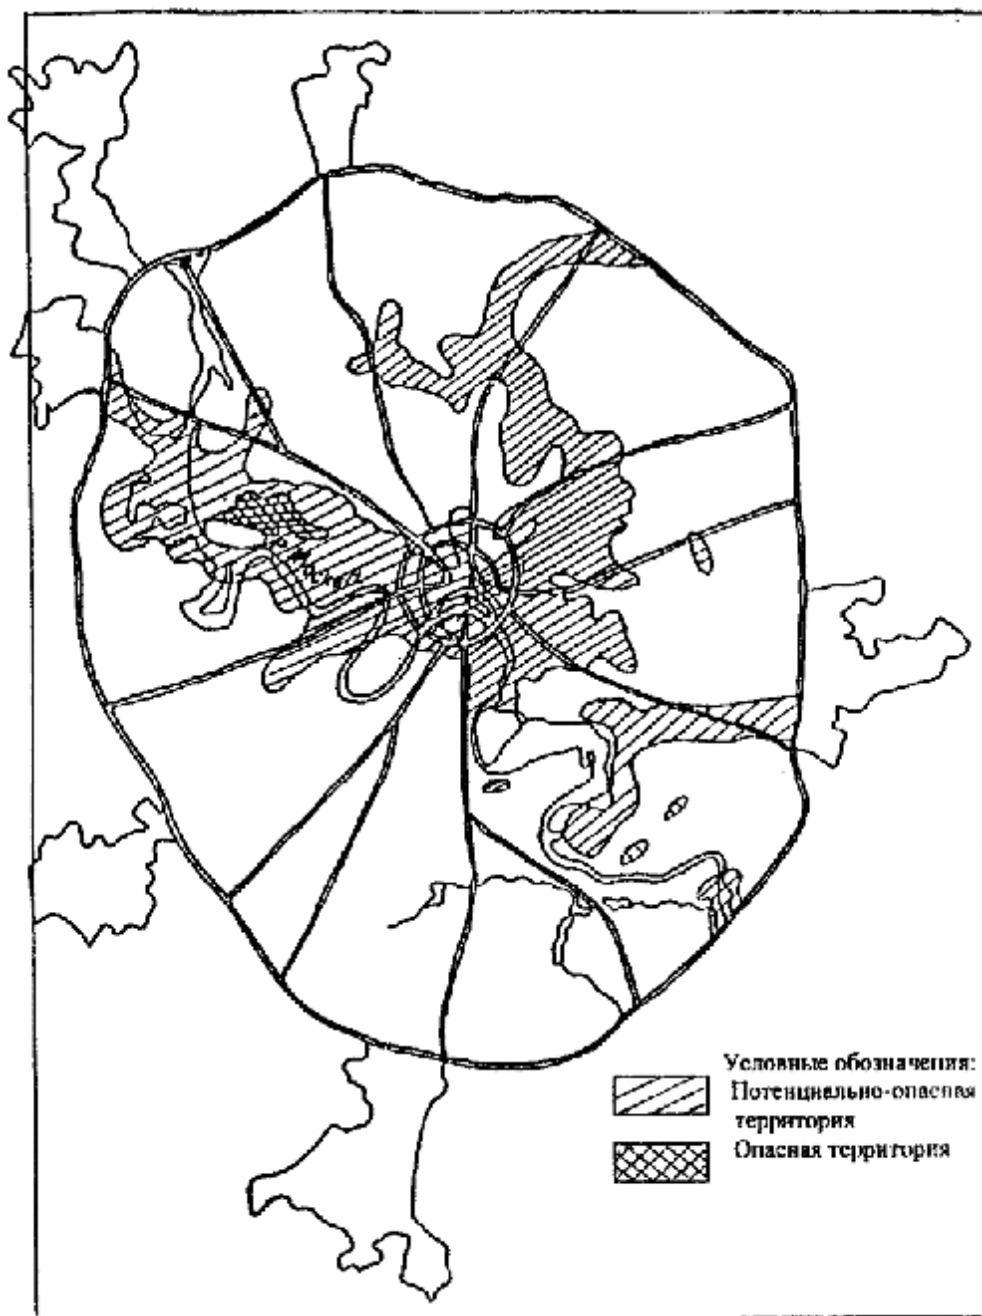 Условные обозначения:
Потенциально-опасная
территория
Опасная территория